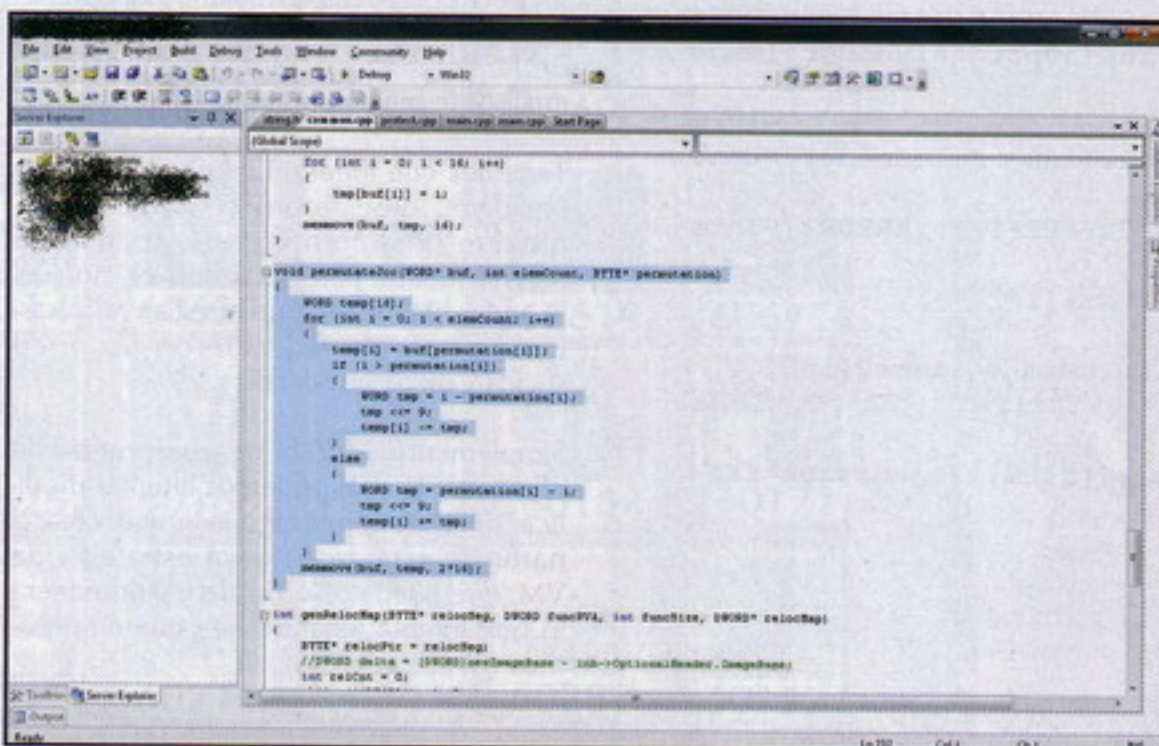 File Edit View Project Build Debug Tools Window Community Help
Debug Win32
Server Explorer
string.h common.cpp protect.cpp main.cpp main.cpp Start Page
(Global Scope)
for (int i = 0; i < 16; i++)
{
tmp[buf[i]] = i;
}
memmove(buf, tmp, 16);
}
void permutateJcc(WORD* buf, int elemCount, BYTE* permutation)
{
WORD temp[16];
for (int i = 0; i < elemCount; i++)
{
temp[i] = buf[permutation[i]];
if (i > permutation[i])
{
WORD tmp = i - permutation[i];
tmp <<= 9;
temp[i] -= tmp;
}
else
{
WORD tmp = permutation[i] - i;
tmp <<= 9;
temp[i] += tmp;
}
}
memmove(buf, temp, 2*16);
}
int genRelocMap(BYTE* relocSeg, DWORD funcRVA, int funcSize, DWORD* relocMap)
BYTE* relocPtr = relocSeg;
//DWORD delta = (DWORD)newImageBase - inh->OptionalHeader.ImageBase;
int relCnt = 0;
Toolbox Server Explorer
Output
Ready